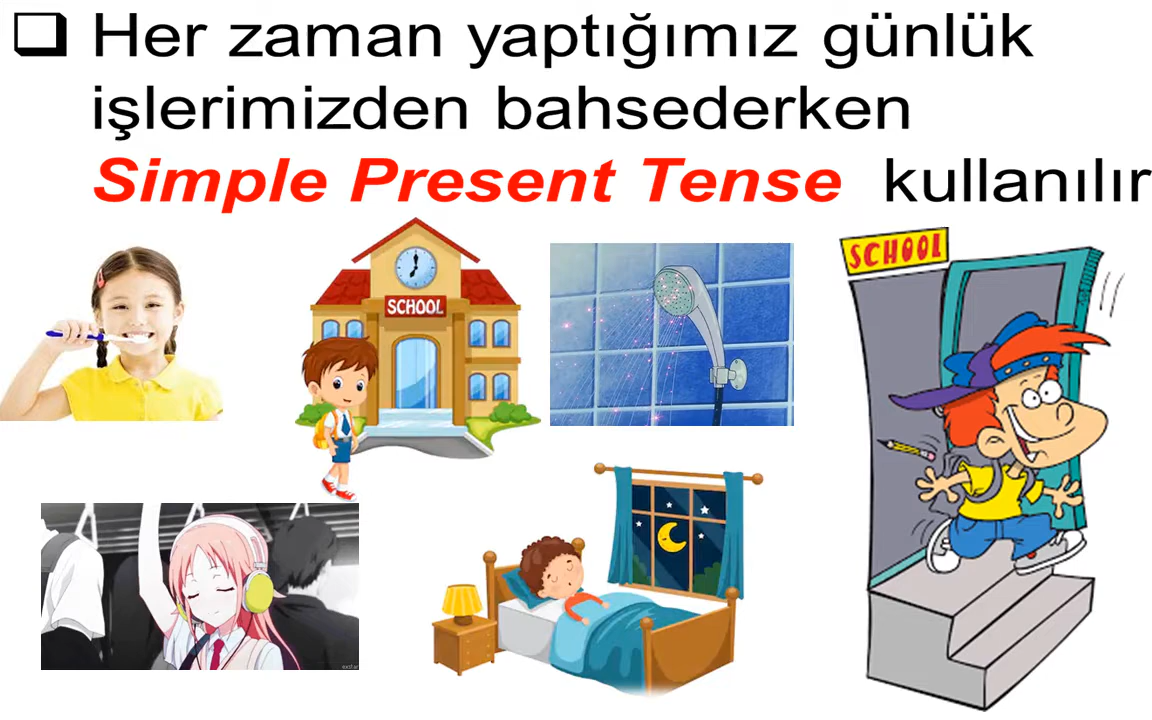 Her zaman yaptığımız günlük
işlerimizden bahsederken
Simple Present Tense kullanılır
SCHOOL
SCHOOL